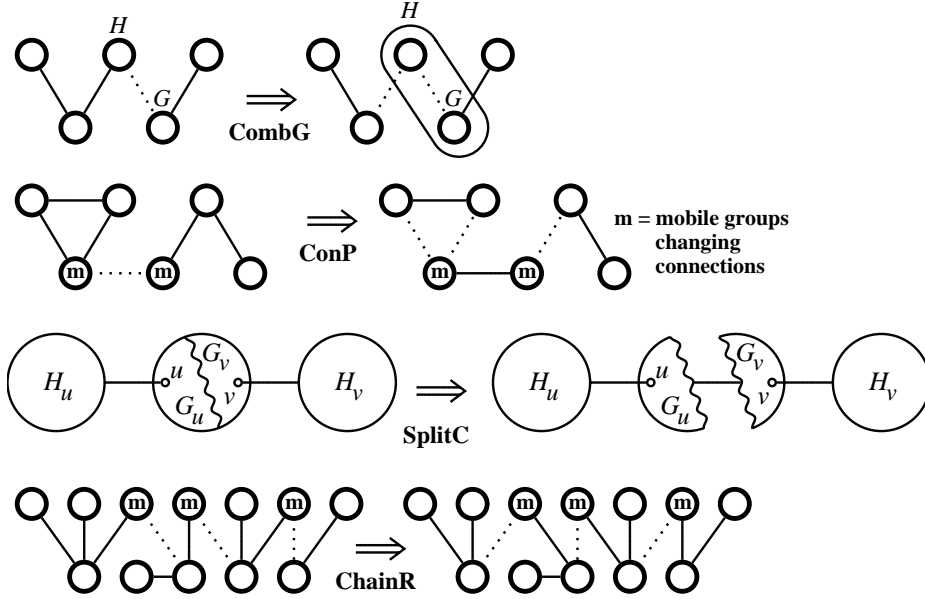 H H
G G
CombG
m m m m
ConP
m = mobile groups
changing
connections
H_u u G_v G_u v H_v H_u u G_v G_u v H_v
SplitC
m m m m m m
ChainR